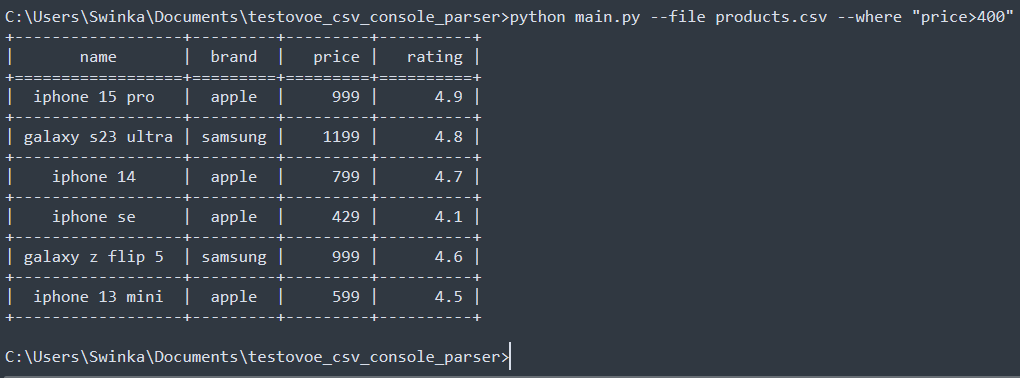 C:\Users\Swinka\Documents\testovoe_csv_console_parser>python main.py --file products.csv --where "price>400"
+------------------+---------+---------+----------+
|       name       |  brand  |   price |   rating |
+==================+=========+=========+==========+
|  iphone 15 pro   |  apple  |     999 |      4.9 |
+------------------+---------+---------+----------+
| galaxy s23 ultra | samsung |    1199 |      4.8 |
+------------------+---------+---------+----------+
|    iphone 14     |  apple  |     799 |      4.7 |
+------------------+---------+---------+----------+
|    iphone se     |  apple  |     429 |      4.1 |
+------------------+---------+---------+----------+
| galaxy z flip 5  | samsung |     999 |      4.6 |
+------------------+---------+---------+----------+
|  iphone 13 mini  |  apple  |     599 |      4.5 |
+------------------+---------+---------+----------+
C:\Users\Swinka\Documents\testovoe_csv_console_parser>